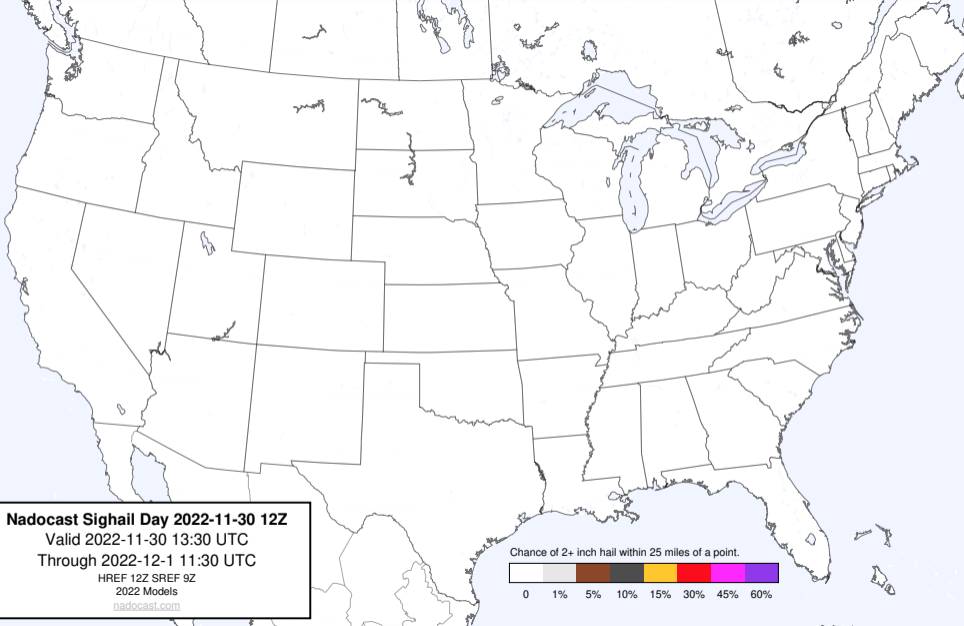 Nadocast Sighail Day 2022-11-30 12Z
Valid 2022-11-30 13:30 UTC
Through 2022-12-1 11:30 UTC
HREF 12Z SREF 9Z
2022 Models
nadocast.com
Chance of 2+ inch hail within 25 miles of a point.
0 1% 5% 10% 15% 30% 45% 60%